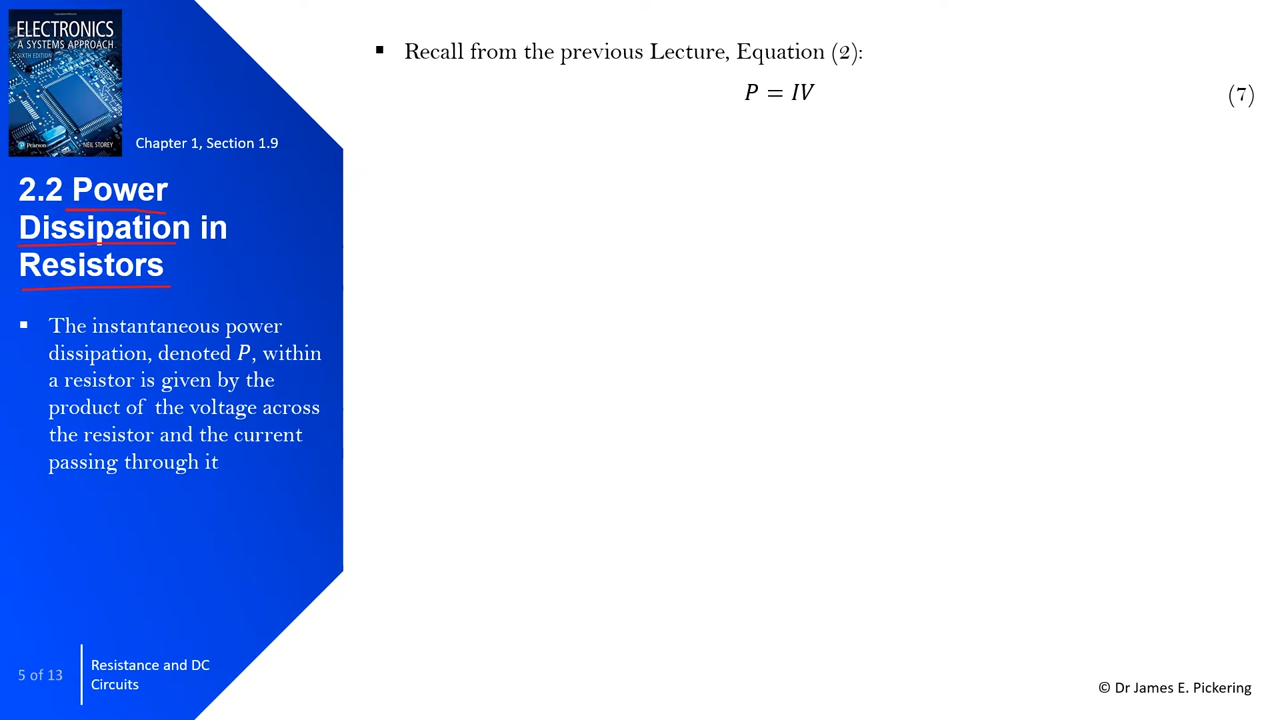 ELECTRONICS
A SYSTEMS APPROACH
SIXTH EDITION
Pearson
NEIL STOREY
Chapter 1, Section 1.9
2.2 Power
Dissipation in
Resistors
▪ The instantaneous power
dissipation, denoted P, within
a resistor is given by the
product of the voltage across
the resistor and the current
passing through it
5 of 13
Resistance and DC
Circuits
▪ Recall from the previous Lecture, Equation (2):
P = IV (7)
© Dr James E. Pickering